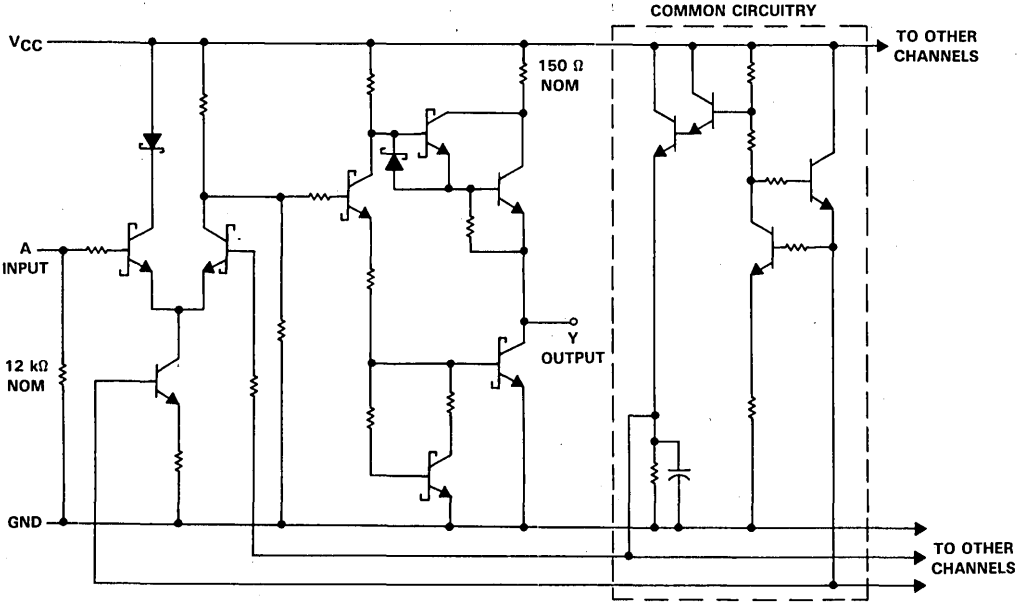 COMMON CIRCUITRY
VCC
TO OTHER
CHANNELS
150 Ω
NOM
A
INPUT
Y
OUTPUT
12 kΩ
NOM
GND
TO OTHER
CHANNELS